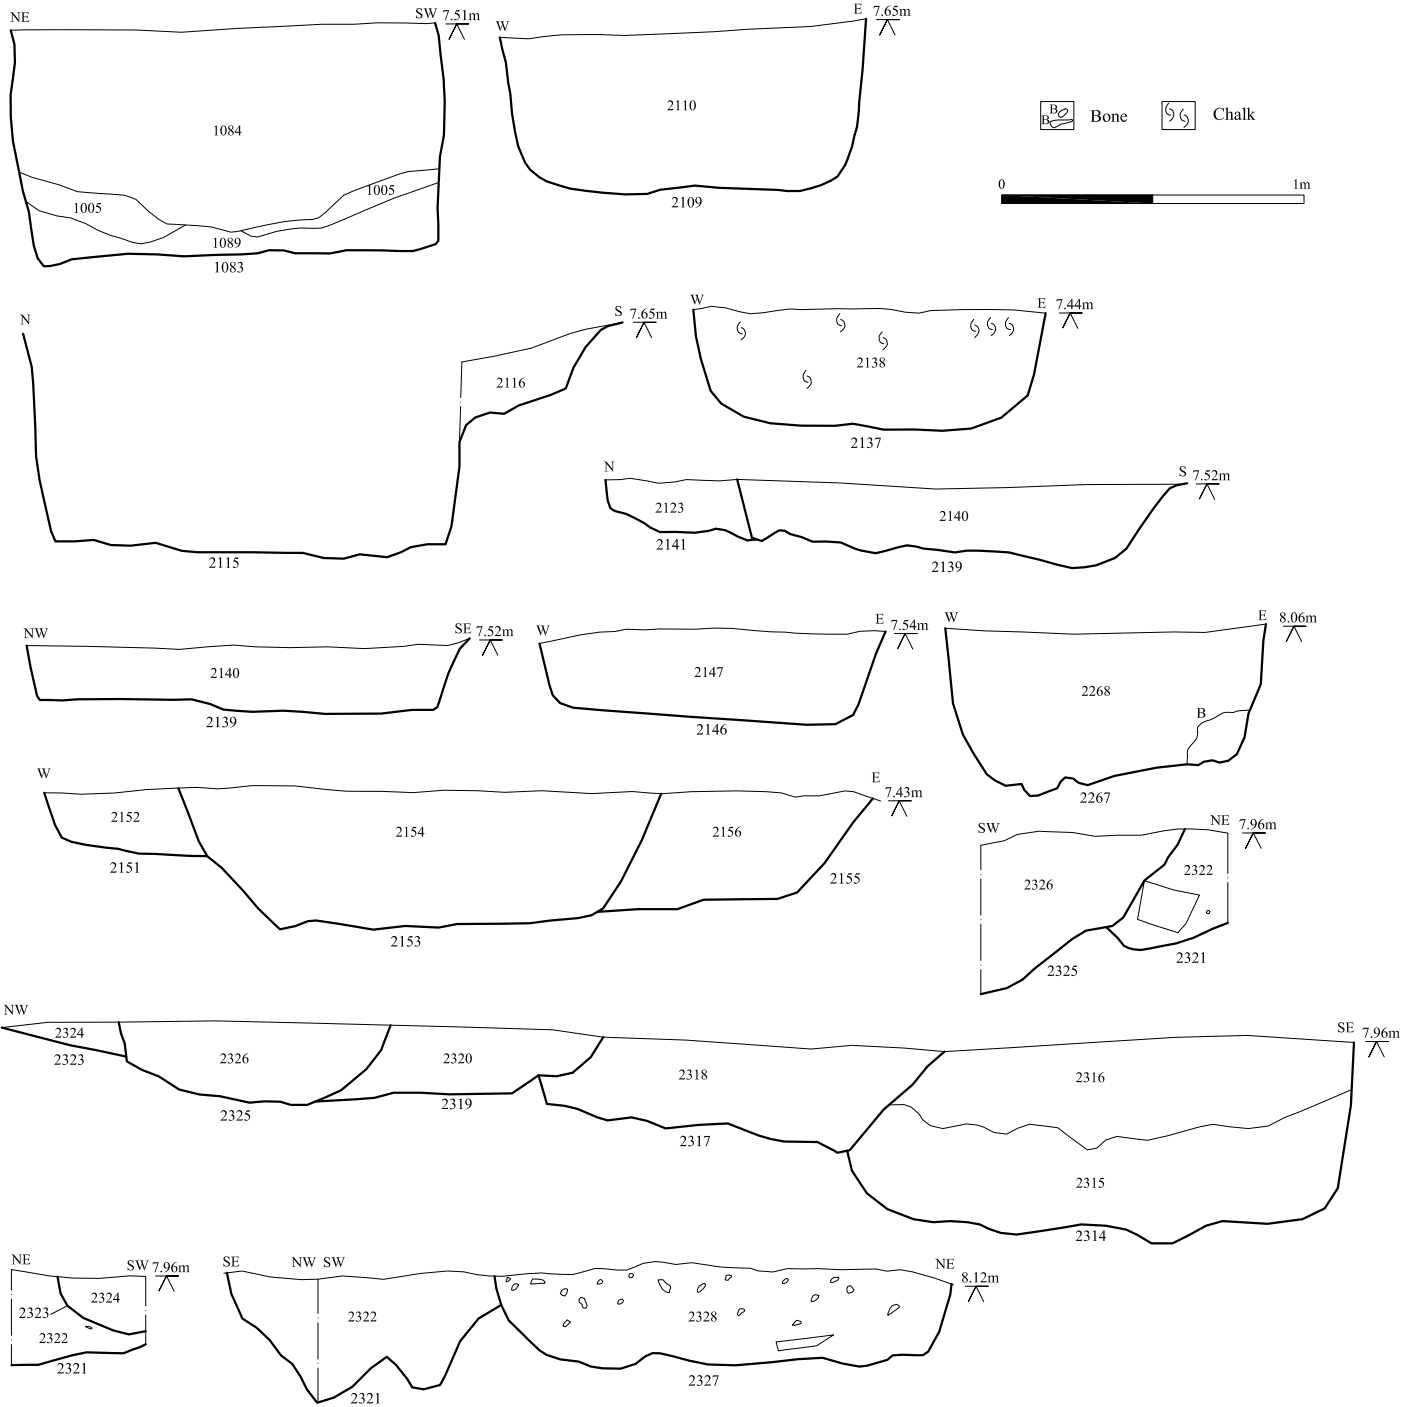 NE
SW 7.51m
1084
1005
1005
1089
1083
W
E 7.65m
2110
2109
B
B
Bone
Chalk
0
1m
N
S 7.65m
2116
2115
W
E 7.44m
2138
2137
N
S 7.52m
2123
2140
2141
2139
NW
SE 7.52m
2140
2139
W
E 7.54m
2147
2146
W
E 8.06m
2268
B
2267
W
E 7.43m
2152
2154
2156
2151
2155
2153
SW
NE 7.96m
2326
2322
2325
2321
NW
SE 7.96m
2324
2323
2326
2320
2318
2316
2325
2319
2317
2315
2314
NE
SW 7.96m
2324
2323
2322
2321
SE
NW SW
NE 8.12m
2322
2328
2321
2327